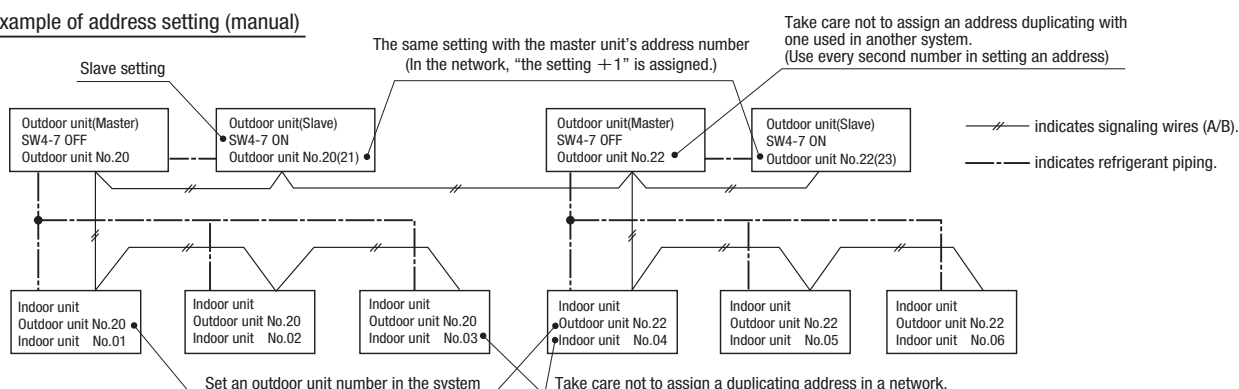 xample of address setting (manual)
Slave setting
The same setting with the master unit's address number
(In the network, “the setting +1” is assigned.)
Take care not to assign an address duplicating with
one used in another system.
(Use every second number in setting an address)
Outdoor unit(Master)
SW4-7 OFF
Outdoor unit No.20
Outdoor unit(Slave)
SW4-7 ON
Outdoor unit No.20(21)
Outdoor unit(Master)
SW4-7 OFF
Outdoor unit No.22
Outdoor unit(Slave)
SW4-7 ON
Outdoor unit No.22(23)
indicates signaling wires (A/B).
indicates refrigerant piping.
Indoor unit
Outdoor unit No.20
Indoor unit No.01
Indoor unit
Outdoor unit No.20
Indoor unit No.02
Indoor unit
Outdoor unit No.20
Indoor unit No.03
Indoor unit
Outdoor unit No.22
Indoor unit No.04
Indoor unit
Outdoor unit No.22
Indoor unit No.05
Indoor unit
Outdoor unit No.22
Indoor unit No.06
Set an outdoor unit number in the system
Take care not to assign a duplicating address in a network.